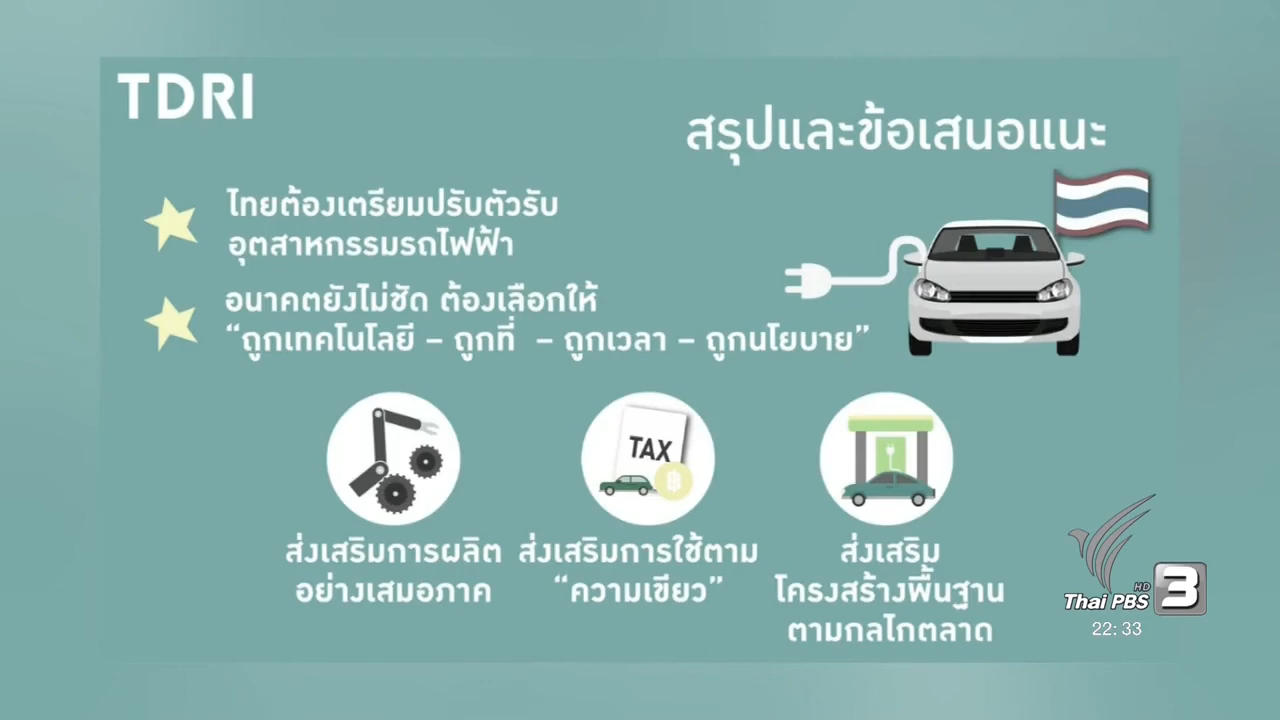 TDRI
สรุปและข้อเสนอแนะ
ไทยต้องเตรียมปรับตัวรับ
อุตสาหกรรมรถไฟฟ้า
อนาคตยังไม่ชัด ต้องเลือกให้
“ถูกเทคโนโลยี – ถูกที่ – ถูกเวลา – ถูกนโยบาย”
TAX
฿
ส่งเสริมการผลิต
อย่างเสมอภาค
ส่งเสริมการใช้ตาม
“ความเขียว”
ส่งเสริม
โครงสร้างพื้นฐาน
ตามกลไกตลาด
Thai PBS HD 3
22: 33